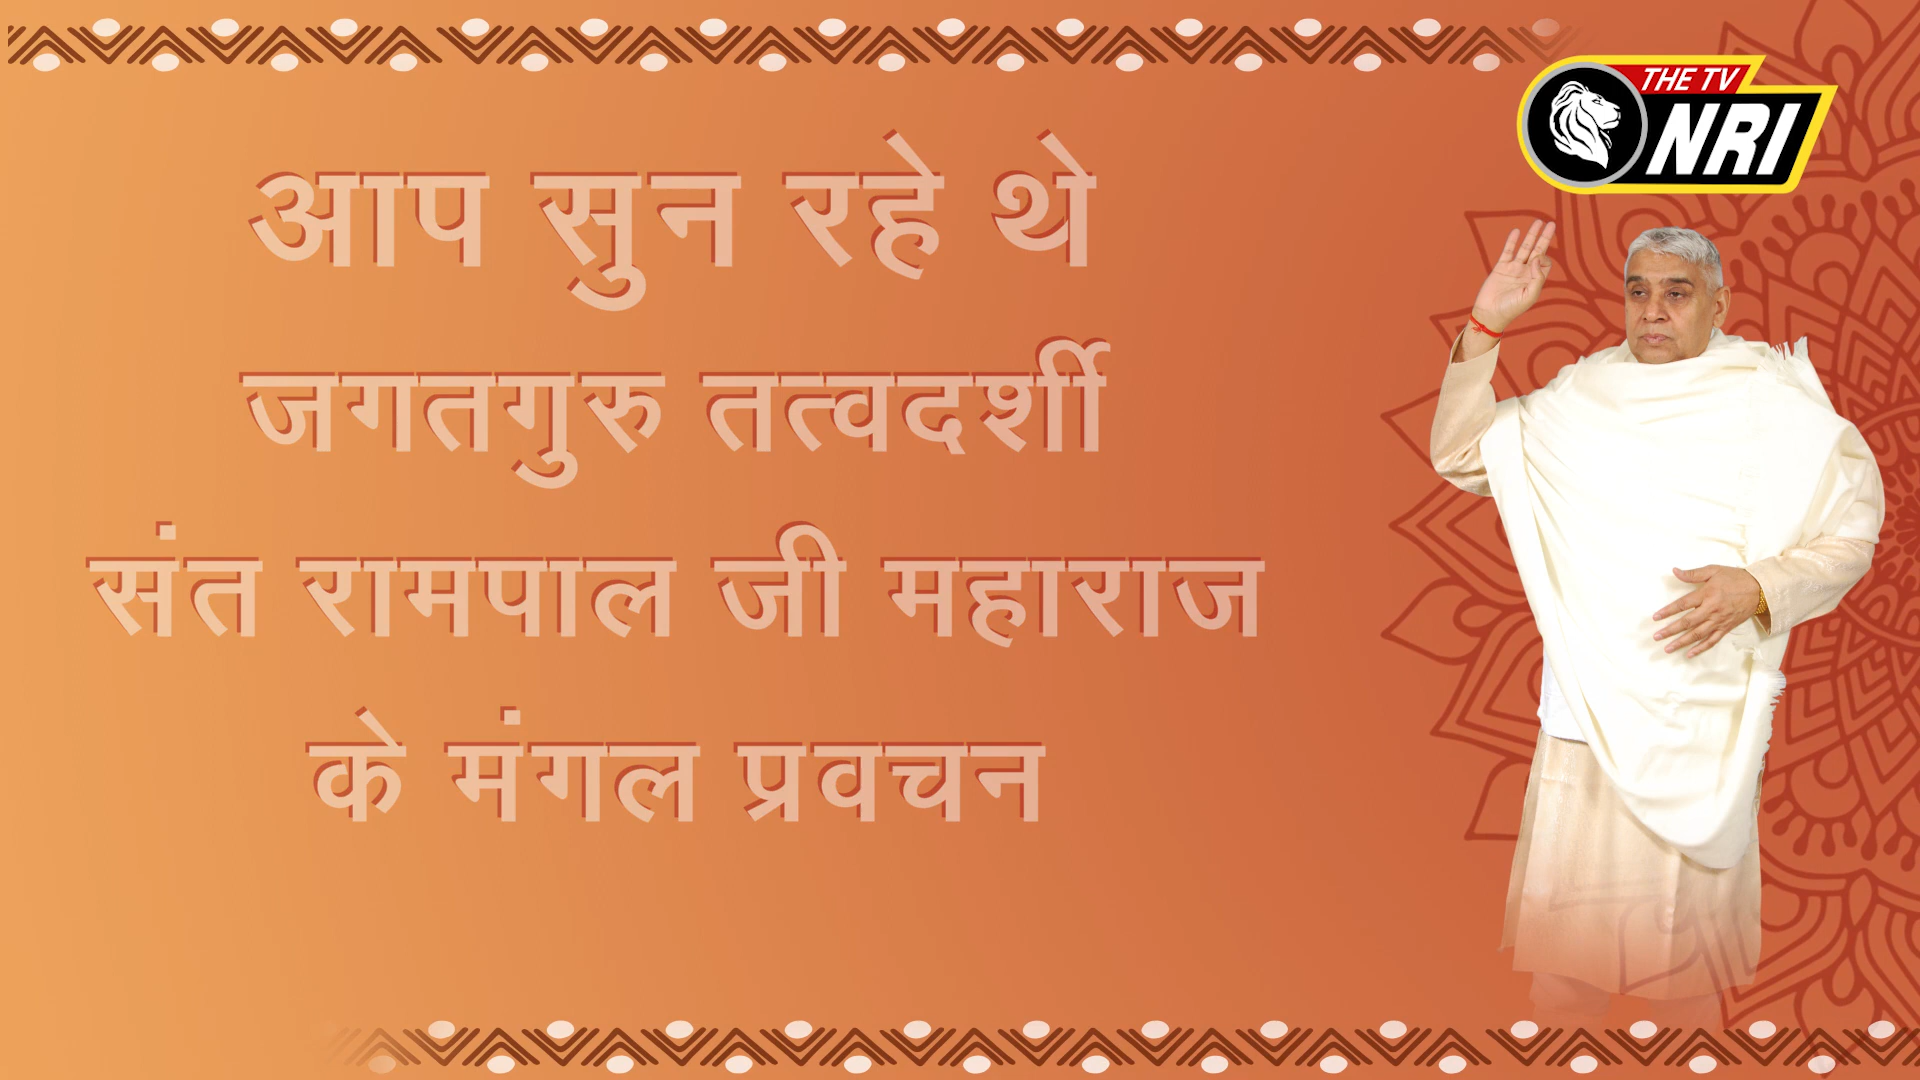 THE TV
NRI
आप सुन रहे थे
जगतगुरु तत्वदर्शी
संत रामपाल जी महाराज
के मंगल प्रवचन